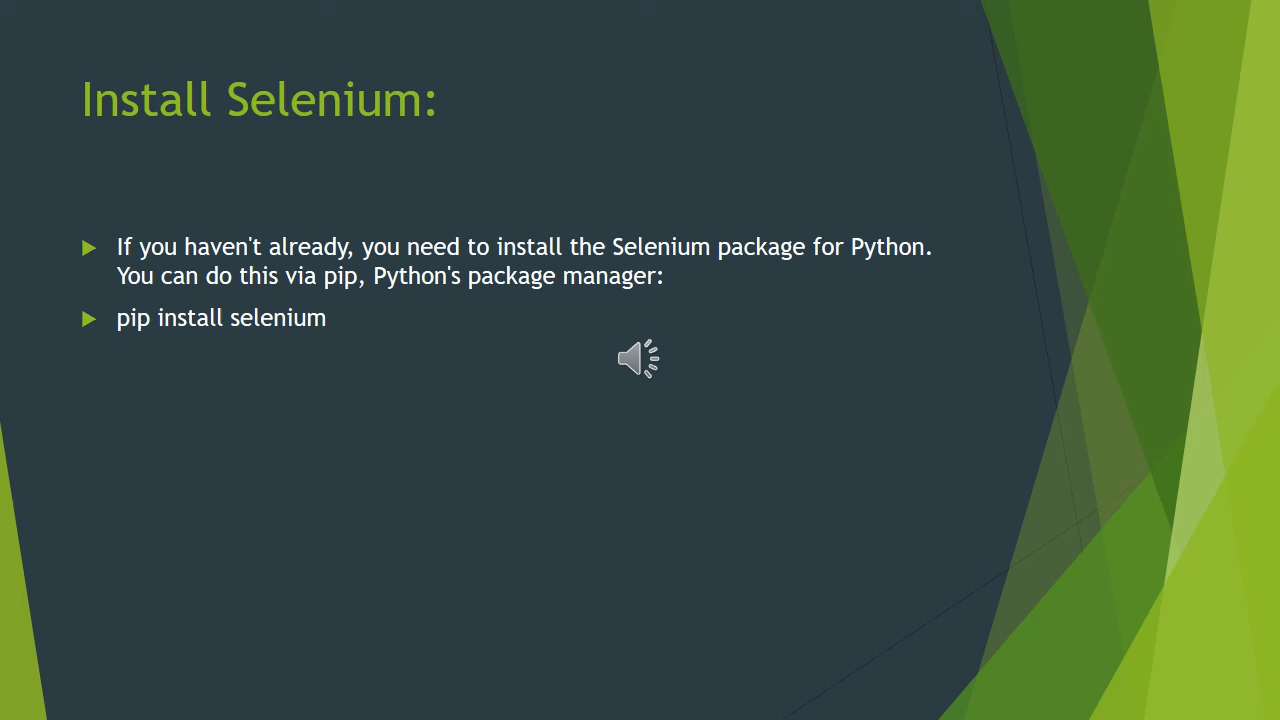 Install Selenium:
If you haven't already, you need to install the Selenium package for Python.
You can do this via pip, Python's package manager:
pip install selenium